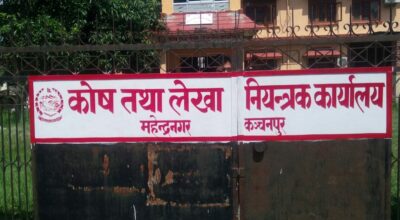 कोष तथा लेखा नियन्त्रक कार्यालय
महेन्द्रनगर कञ्चनपुर